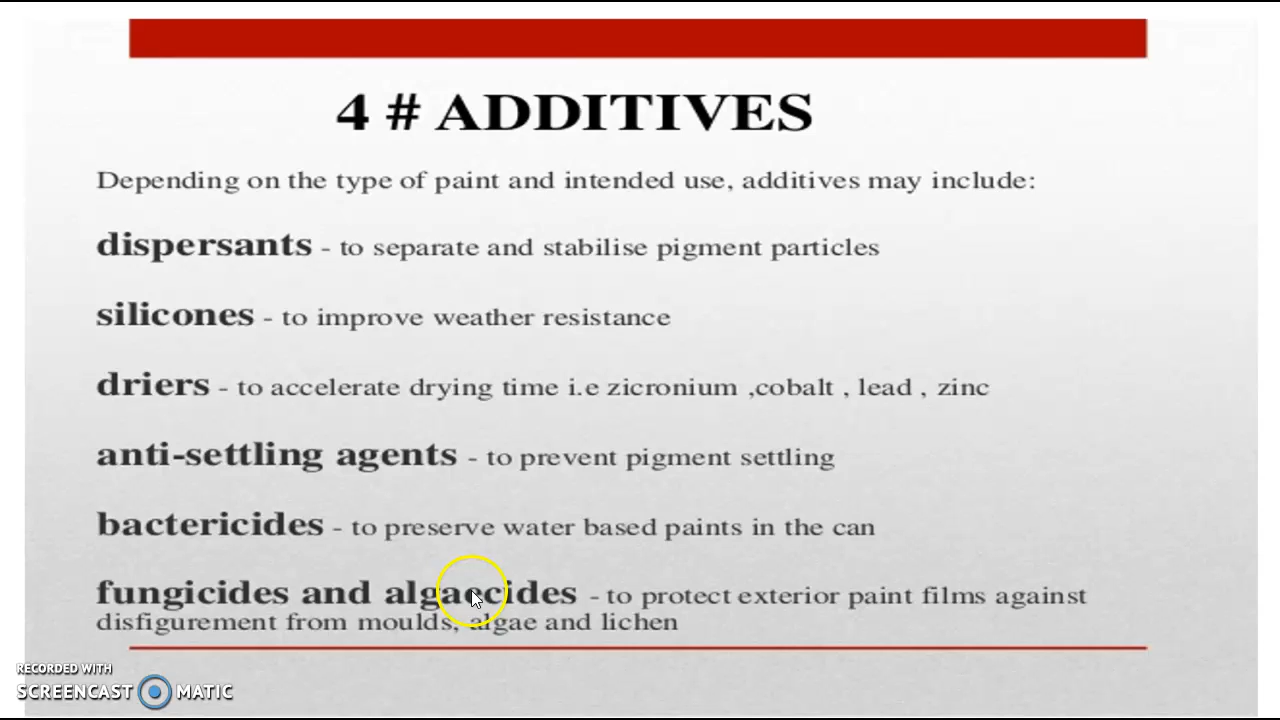 4 # ADDITIVES
Depending on the type of paint and intended use, additives may include:
dispersants - to separate and stabilise pigment particles
silicones - to improve weather resistance
driers - to accelerate drying time i.e zicronium ,cobalt , lead , zinc
anti-settling agents - to prevent pigment settling
bactericides - to preserve water based paints in the can
fungicides and algaecides - to protect exterior paint films against
disfigurement from moulds, algae and lichen
RECORDED WITH
SCREENCAST MATIC